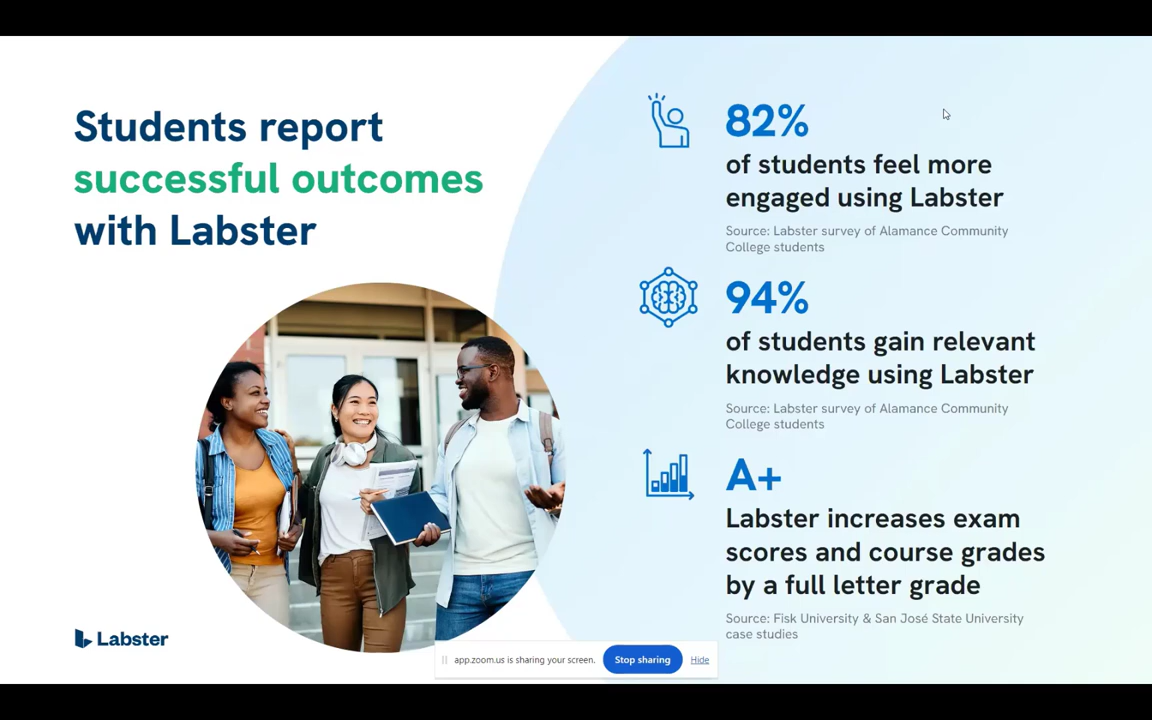 Students report
successful outcomes
with Labster
82%
of students feel more
engaged using Labster
Source: Labster survey of Alamance Community
College students
94%
of students gain relevant
knowledge using Labster
Source: Labster survey of Alamance Community
College students
A+
Labster increases exam
scores and course grades
by a full letter grade
Source: Fisk University & San José State University
case studies
Labster
app.zoom.us is sharing your screen.
Stop sharing
Hide